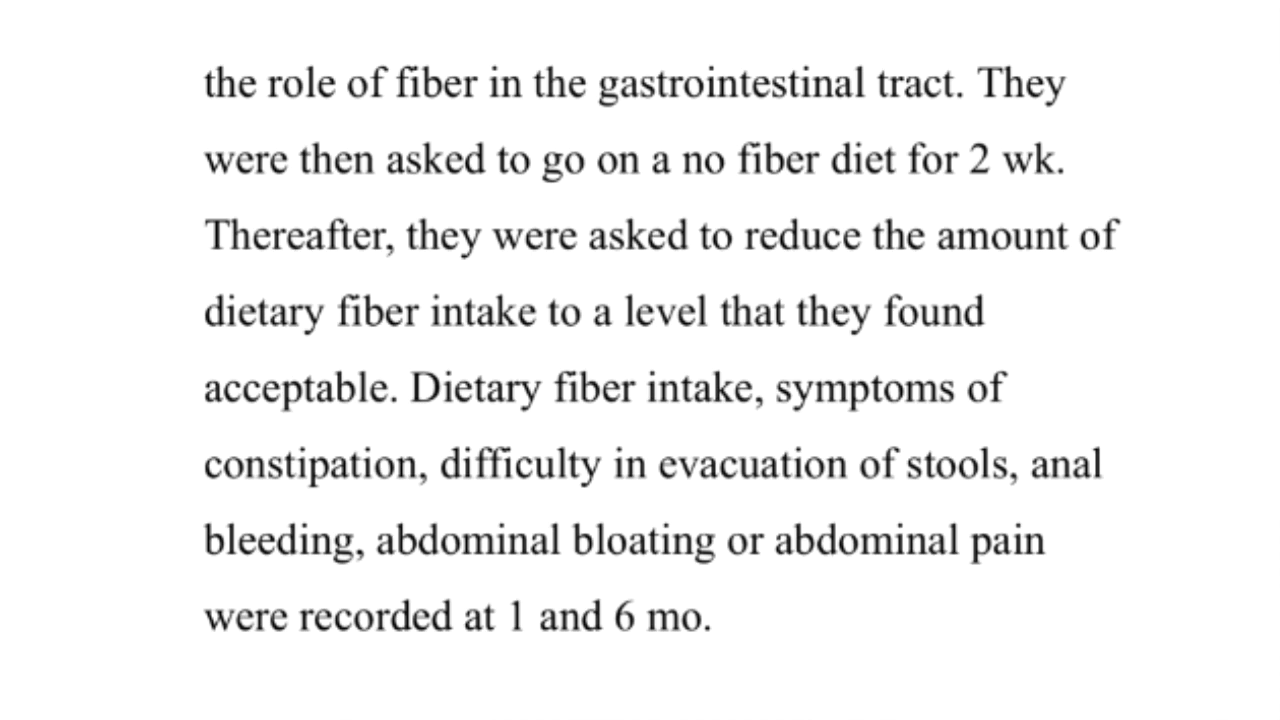 the role of fiber in the gastrointestinal tract. They
were then asked to go on a no fiber diet for 2 wk.
Thereafter, they were asked to reduce the amount of
dietary fiber intake to a level that they found
acceptable. Dietary fiber intake, symptoms of
constipation, difficulty in evacuation of stools, anal
bleeding, abdominal bloating or abdominal pain
were recorded at 1 and 6 mo.